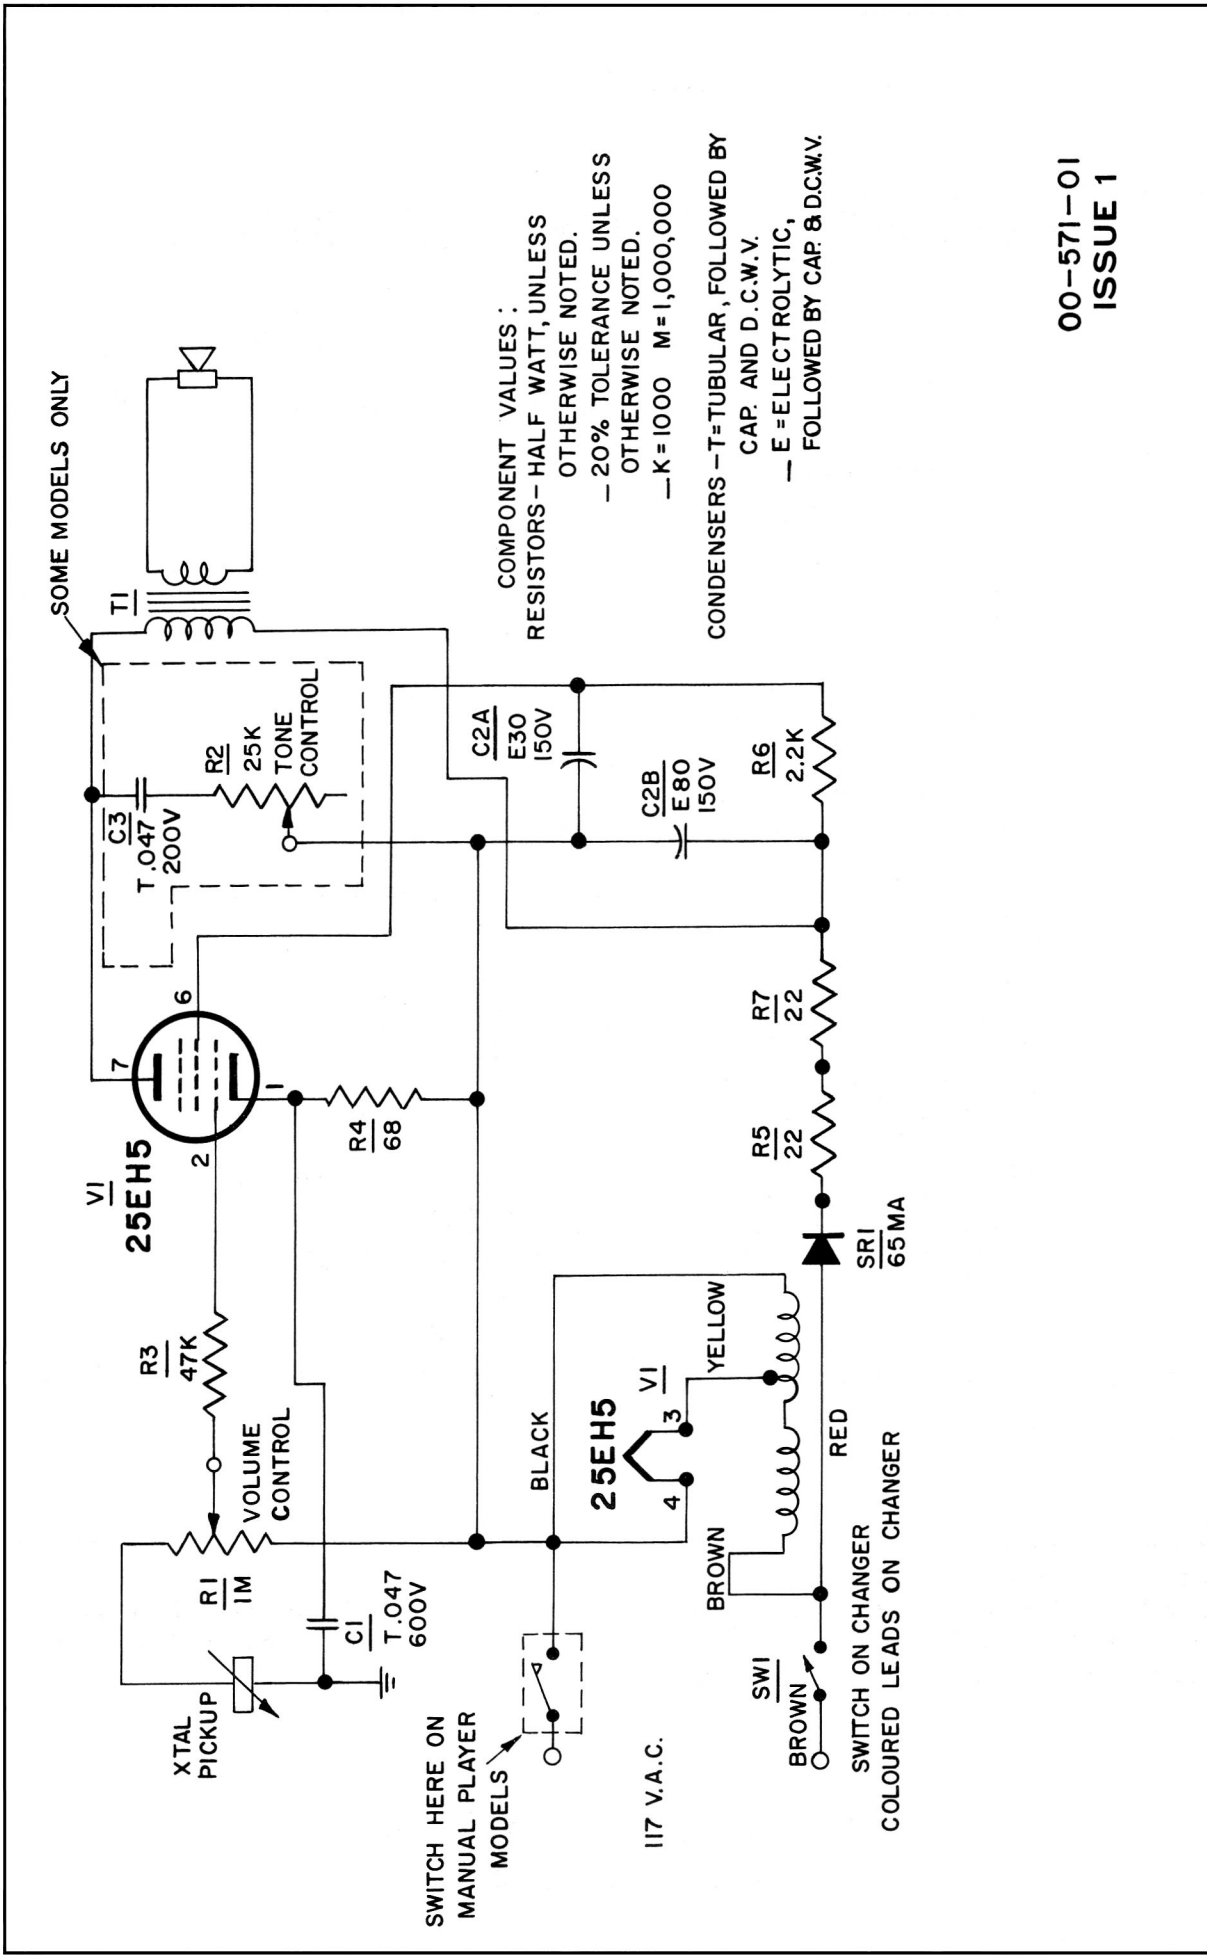 SOME MODELS ONLY
T1
C3
T .047
200V
R2
25K
TONE
CONTROL
7
6
2
1
V1
25EH5
R3
47K
R4
68
R1
1M
VOLUME
CONTROL
XTAL
PICKUP
C1
T.047
600V
C2A
E30
150V
C2B
E80
150V
R6
2.2K
R7
22
R5
22
SR1
65MA
SWITCH HERE ON
MANUAL PLAYER
MODELS
117 V.A.C.
BLACK
25EH5
V1
4
3
YELLOW
BROWN
RED
SW1
BROWN
SWITCH ON CHANGER
COLOURED LEADS ON CHANGER
COMPONENT VALUES :
RESISTORS – HALF WATT, UNLESS
OTHERWISE NOTED.
– 20% TOLERANCE UNLESS
OTHERWISE NOTED.
– K=1000 M=1,000,000
CONDENSERS – T=TUBULAR, FOLLOWED BY
CAP. AND D.C.W.V.
– E=ELECTROLYTIC,
FOLLOWED BY CAP. & D.C.W.V.
00-571-01
ISSUE 1